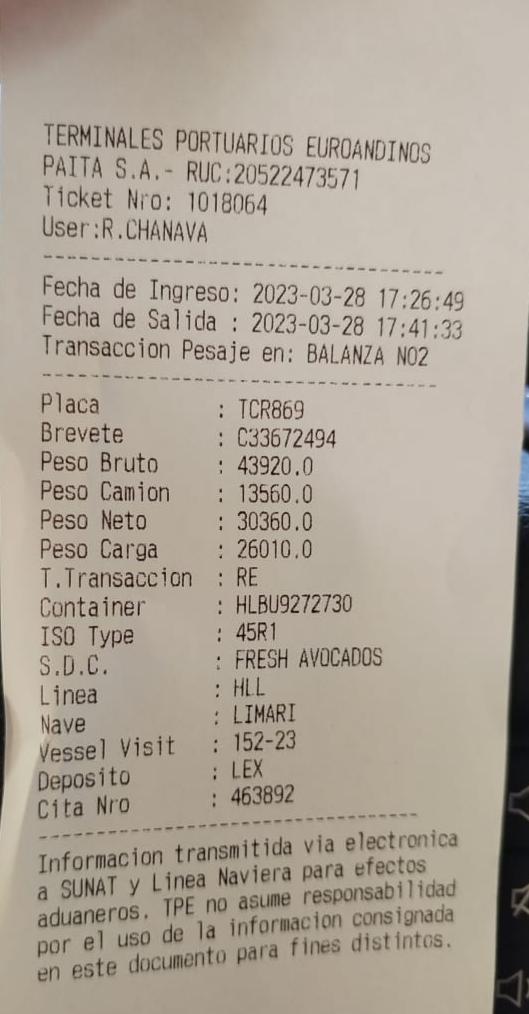 TERMINALES PORTUARIOS EUROANDINOS
PAITA S.A.- RUC:20522473571
Ticket Nro: 1018064
User:R.CHANAVA
Fecha de Ingreso: 2023-03-28 17:26:49
Fecha de Salida : 2023-03-28 17:41:33
Transaccion Pesaje en: BALANZA NO2
Placa : TCR869
Brevete : C33672494
Peso Bruto : 43920.0
Peso Camion : 13560.0
Peso Neto : 30360.0
Peso Carga : 26010.0
T.Transaccion : RE
Container : HLBU9272730
ISO Type : 45R1
S.D.C. : FRESH AVOCADOS
Linea : HLL
Nave : LIMARI
Vessel Visit : 152-23
Deposito : LEX
Cita Nro : 463892
Informacion transmitida via electronica
a SUNAT y Linea Naviera para efectos
aduaneros. TPE no asume responsabilidad
por el uso de la informacion consignada
en este documento para fines distintos.